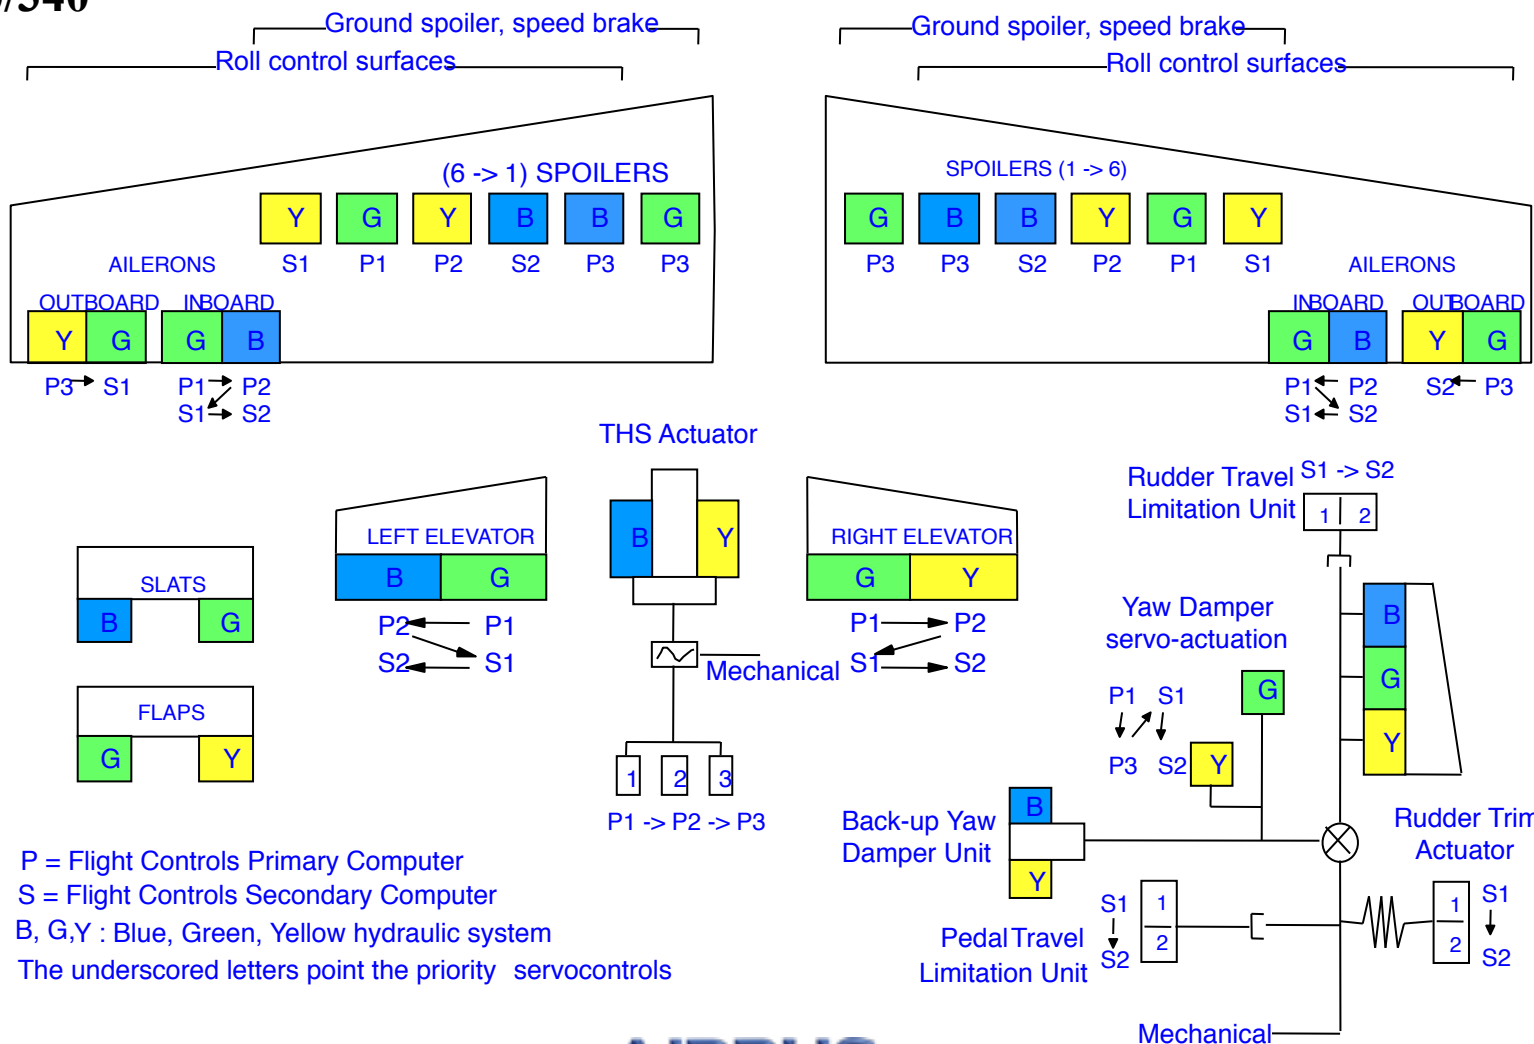 /340
Ground spoiler, speed brake
Ground spoiler, speed brake
Roll control surfaces
Roll control surfaces
(6 -> 1) SPOILERS
SPOILERS (1 -> 6)
Y G Y B B G
G B B Y G Y
S1 P1 P2 S2 P3 P3
P3 P3 S2 P2 P1 S1
AILERONS
AILERONS
OUTBOARD INBOARD
INBOARD OUTBOARD
Y G G B
G B Y G
P3 S1 P1 P2
P1 P2 S2 P3
S1 S2
S1 S2
THS Actuator
Rudder Travel S1 -> S2
Limitation Unit 1 2
LEFT ELEVATOR
B Y
RIGHT ELEVATOR
B G
G Y
SLATS
B G
P2 P1
P1 P2
S2 S1
Mechanical
S1 S2
Yaw Damper
servo-actuation
B
G
Y
G
P1 S1
P3 S2 Y
FLAPS
G Y
1 2 3
P1 -> P2 -> P3
Back-up Yaw
Damper Unit
B
Y
Rudder Trim
Actuator
P = Flight Controls Primary Computer
S = Flight Controls Secondary Computer
B, G,Y : Blue, Green, Yellow hydraulic system
The underscored letters point the priority servocontrols
S1 1
S2 2
Pedal Travel
Limitation Unit
1 S1
2 S2
Mechanical
AIRBUS